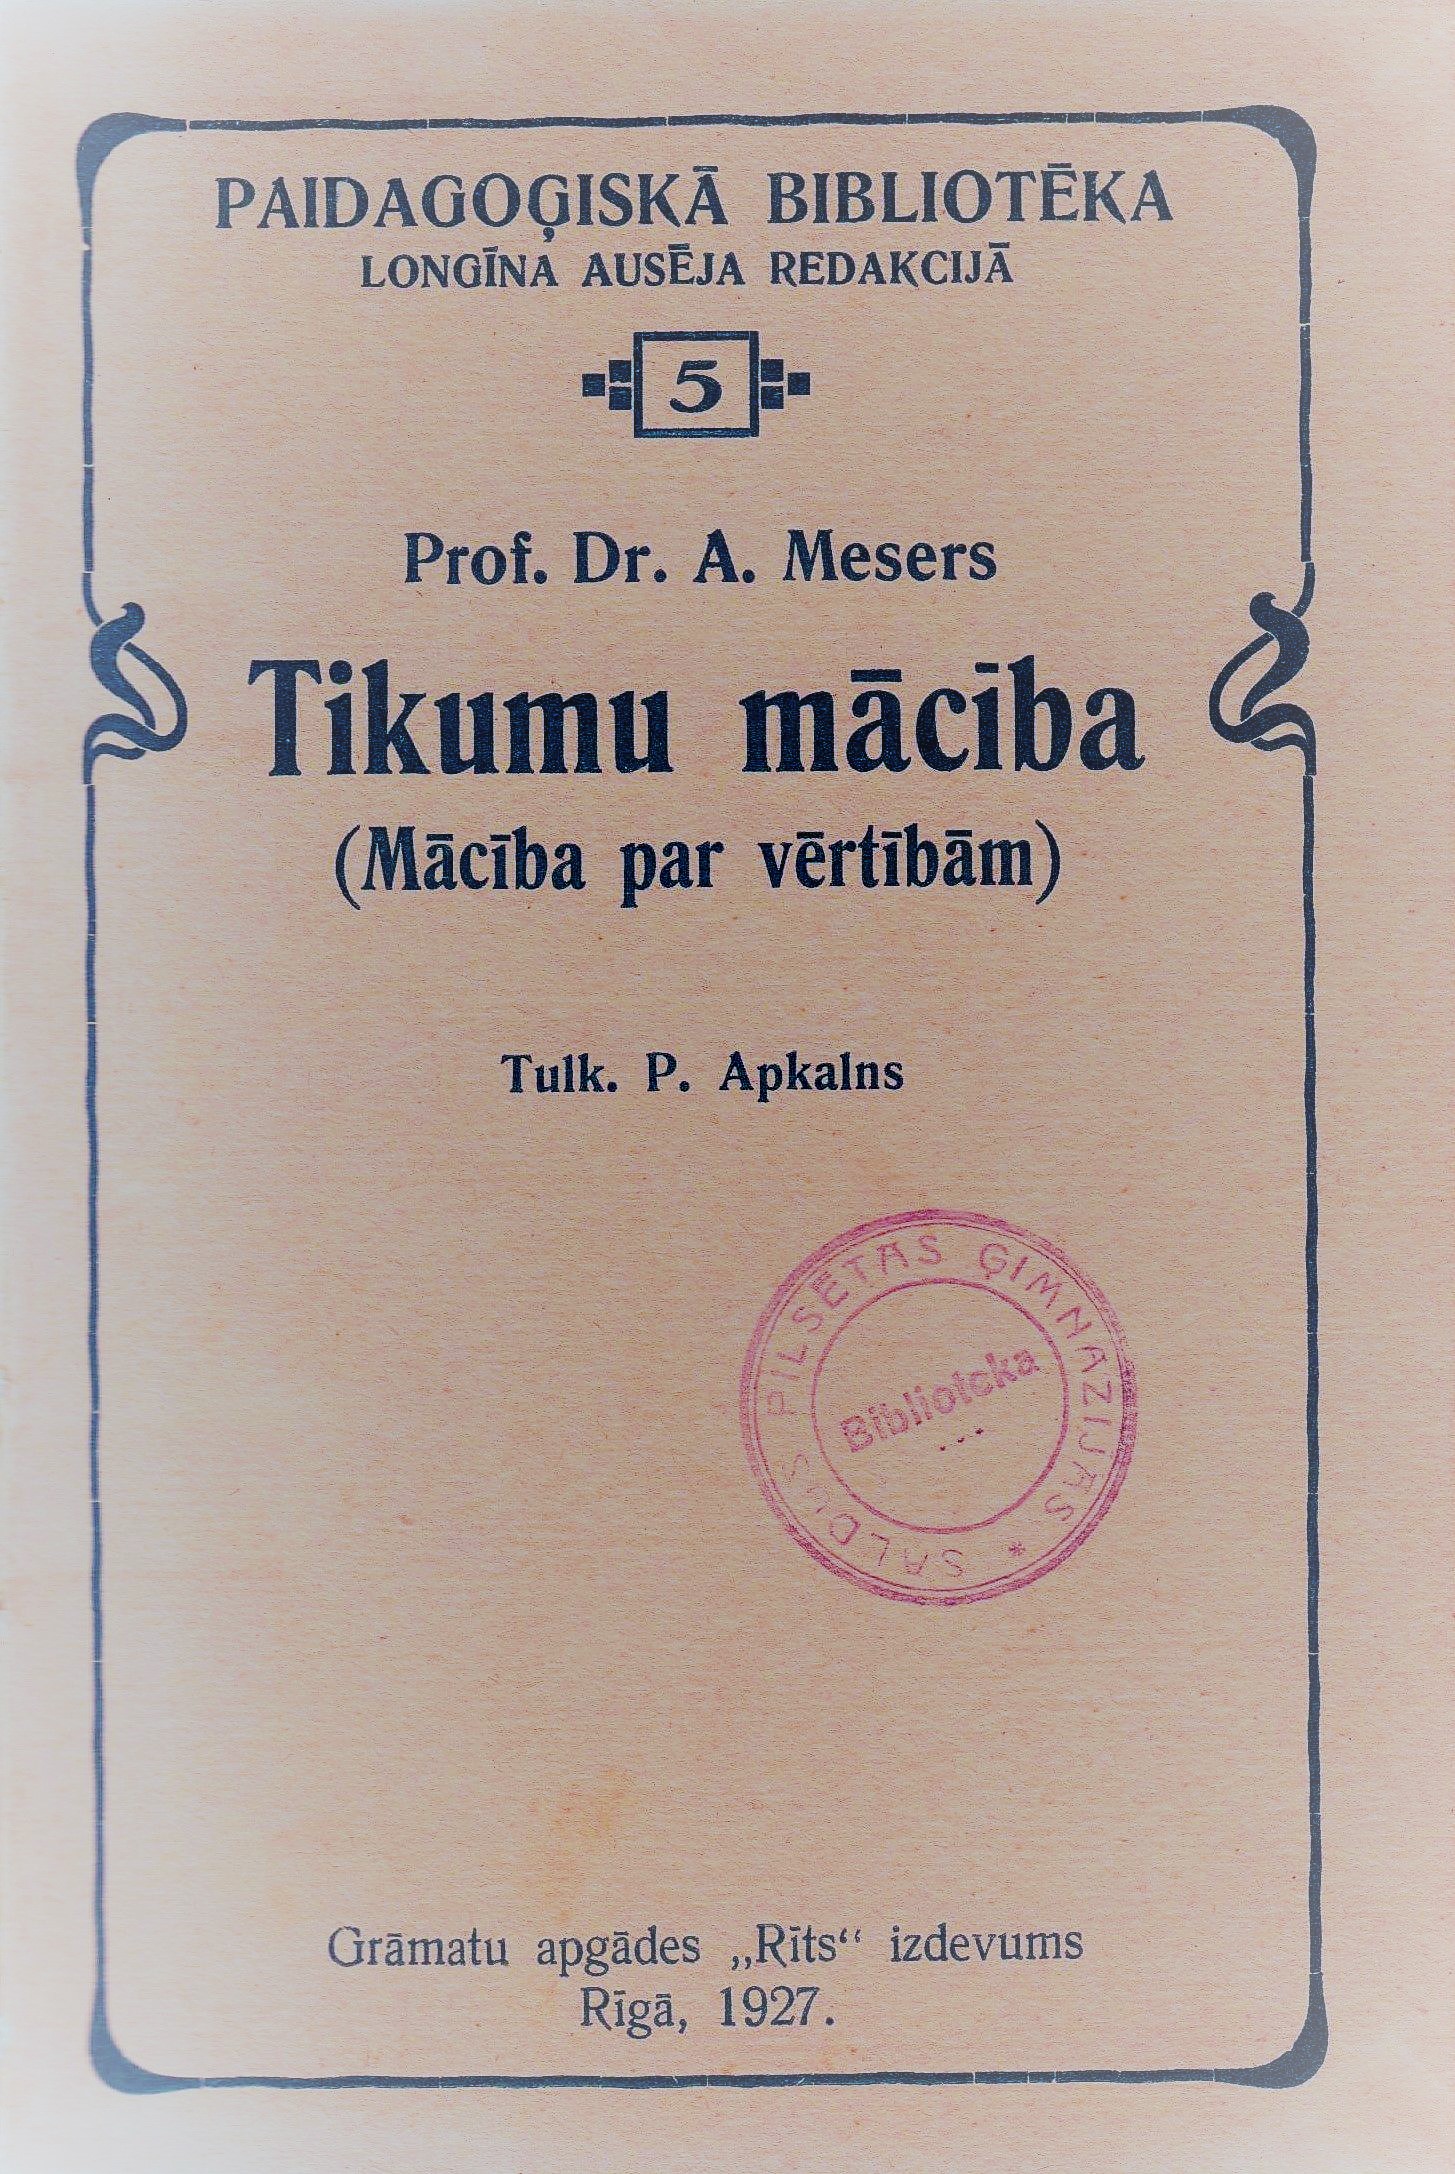 PAIDAGOĢISKĀ BIBLIOTĒKA
LONGĪNA AUSĒJA REDAKCIJĀ
5
Prof. Dr. A. Mesers
Tikumu mācība
(Mācība par vērtībām)
Tulk. P. Apkalns
SALDUS PILSĒTAS ĢIMNAZIJAS *
Biblioteka
Grāmatu apgādes „Rīts“ izdevums
Rīgā, 1927.